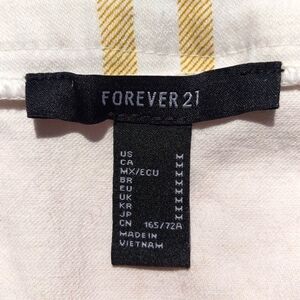 FOREVER 21
US M
CA M
MX/ECU M
BR M
EU M
UK M
KR M
JP M
CN 165/72A
MADE IN
VIETNAM